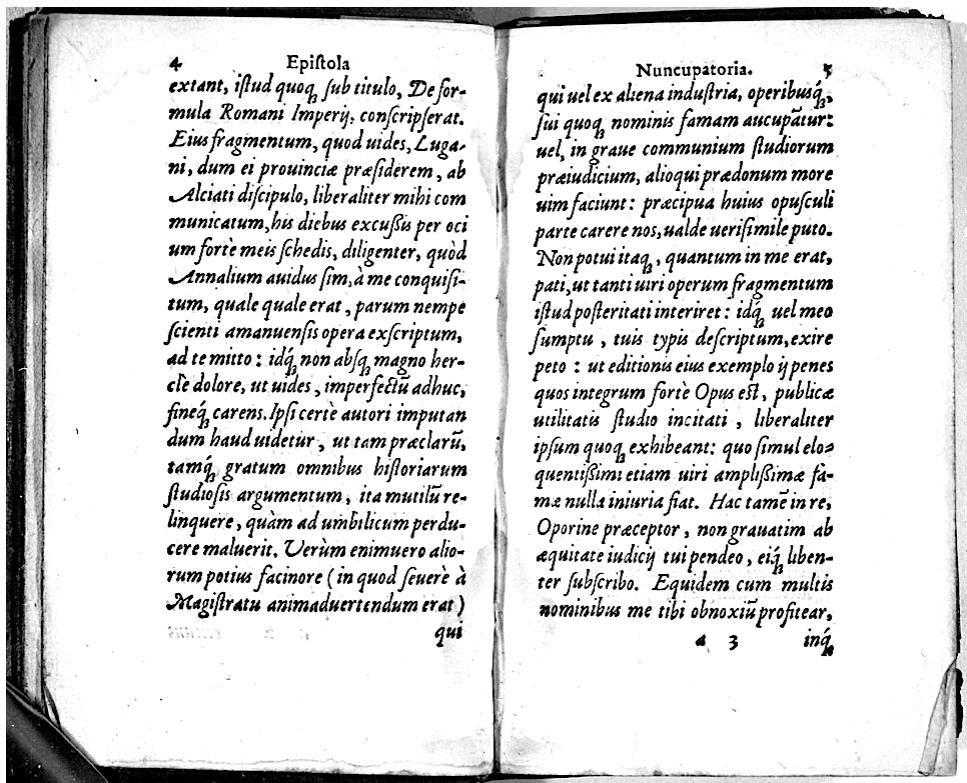 4 Epiſtola
extant, iſtud quoqꝫ ſub titulo, De for-
mula Romani Imperij, conſcripſerat.
Eius fragmentum, quod uides, Luga-
ni, dum ei prouinciæ præſiderem, ab
Alciati diſcipulo, liberaliter mihi com
municatum, his diebus excuſsis per oci
um fortè meis ſchedis, diligenter, quòd
Annalium auidus ſim, à me conquiſi-
tum, quale quale erat, parum nempe
ſcienti amanuenſis opera exſcriptum,
ad te mitto: idq́ꝫ non abſqꝫ magno her-
cle dolore, ut uides, imperfectũ adhuc,
fineq́ꝫ carens. Ipſi certè autori imputan
dum haud uidetur, ut tam præclarũ,
tamq́ꝫ gratum omnibus hiſtoriarum
ſtudioſis argumentum, ita mutilũ re-
linquere, quàm ad umbilicum perdu-
cere maluerit. Verùm enimuero alio-
rum potius facinore (in quod ſeuerè à
Magiſtratu animaduertendum erat)
qui
Nuncupatoria. 5
qui uel ex aliena induſtria, operibusq́ꝫ,
ſui quoqꝫ nominis famam aucupãtur:
uel, in graue communium ſtudiorum
præiudicium, alioqui prædonum more
uim faciunt: præcipua huius opuſculi
parte carere nos, ualde ueriſimile puto.
Non potui itaqꝫ, quantum in me erat,
pati, ut tanti uiri operum fragmentum
iſtud poſteritati interiret: idq́ꝫ uel meo
ſumptu, tuis typis deſcriptum, exire
peto: ut editionis eius exemplo ij penes
quos integrum fortè Opus eſt, publicæ
utilitatis ſtudio incitati, liberaliter
ipſum quoqꝫ exhibeant: quo ſimul elo-
quentiſsimi etiam uiri ampliſsimæ fa-
mæ nulla iniuria fiat. Hac tamẽ in re,
Oporine præceptor, non grauatim ab
æquitate iudicij tui pendeo, eiq́ꝫ liben-
ter ſubſcribo. Equidem cum multis
nominibus me tibi obnoxiũ profitear,
a 3 inq́ꝫ